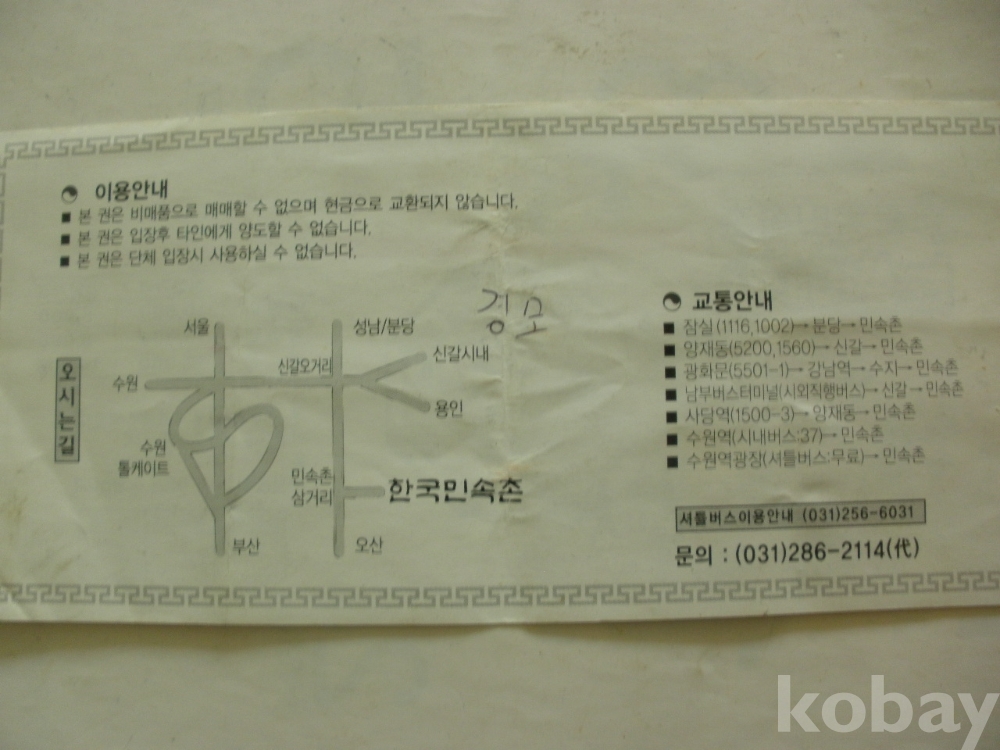 이용안내
■ 본 권은 비매품으로 매매할 수 없으며 현금으로 교환되지 않습니다.
■ 본 권은 입장후 타인에게 양도할 수 없습니다.
■ 본 권은 단체 입장시 사용하실 수 없습니다.
경모
오시는길
서울
성남/분당
신갈오거리
신갈시내
수원
용인
수원
톨케이트
민속촌
삼거리
한국민속촌
부산
오산
교통안내
■ 잠실(1116,1002)→ 분당→ 민속촌
■ 양재동(5200,1560)→ 신갈→ 민속촌
■ 광화문(5501-1)→ 강남역→ 수지→ 민속촌
■ 남부버스터미널(시외직행버스)→ 신갈→ 민속촌
■ 사당역(1500-3)→ 양재동→ 민속촌
■ 수원역(시내버스:37)→ 민속촌
■ 수원역광장(셔틀버스:무료)→ 민속촌
셔틀버스이용안내 (031)256-6031
문의 : (031)286-2114(代)
kobay